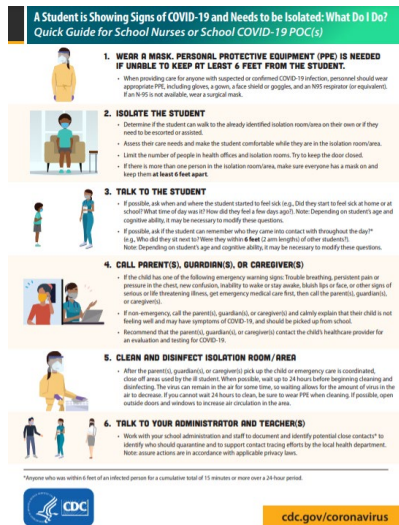 A Student is Showing Signs of COVID-19 and Needs to be Isolated: What Do I Do?
Quick Guide for School Nurses or School COVID-19 POC(s)
1. WEAR A MASK. PERSONAL PROTECTIVE EQUIPMENT (PPE) IS NEEDED
IF UNABLE TO KEEP AT LEAST 6 FEET FROM THE STUDENT.
• When providing care for anyone with suspected or confirmed COVID-19 infection, personnel should wear
appropriate PPE, including gloves, a gown, a face shield or goggles, and an N95 respirator (or equivalent).
If an N-95 is not available, wear a surgical mask.
2. ISOLATE THE STUDENT
• Determine if the student can walk to the already identified isolation room/area on their own or if they
need to be escorted or assisted.
• Assess their care needs and make the student comfortable while they are in the isolation room/area.
• Limit the number of people in health offices and isolation rooms. Try to keep the door closed.
• If there is more than one person in the isolation room/area, make sure everyone has a mask on and
keep them at least 6 feet apart.
3. TALK TO THE STUDENT
• If possible, ask when and where the student started to feel sick (e.g., Did they start to feel sick at home or at
school? What time of day was it? How did they feel a few days ago?). Note: Depending on student's age and
cognitive ability, it may be necessary to modify these questions.
• If possible, ask if the student can remember who they came into contact with throughout the day?*
(e.g., Who did they sit next to? Were they within 6 feet (2 arm lengths) of other students?).
Note: Depending on student's age and cognitive ability, it may be necessary to modify these questions.
4. CALL PARENT(S), GUARDIAN(S), OR CAREGIVER(S)
• If the child has one of the following emergency warning signs: Trouble breathing, persistent pain or
pressure in the chest, new confusion, inability to wake or stay awake, bluish lips or face, or other signs of
serious or life threatening illness, get emergency medical care first, then call the parent(s), guardian(s),
or caregiver(s).
• If non-emergency, call the parent(s), guardian(s), or caregiver(s) and calmly explain that their child is not
feeling well and may have symptoms of COVID-19, and should be picked up from school.
• Recommend that the parent(s), guardian(s), or caregiver(s) contact the child's healthcare provider for
an evaluation and testing for COVID-19.
5. CLEAN AND DISINFECT ISOLATION ROOM/AREA
• After the parent(s), guardian(s), or caregiver(s) pick up the child or emergency care is coordinated,
close off areas used by the ill student. When possible, wait up to 24 hours before beginning cleaning and
disinfecting. The virus can remain in the air for some time, so waiting allows for the amount of virus in the
air to decrease. If you cannot wait 24 hours to clean, be sure to wear PPE when cleaning. If possible, open
outside doors and windows to increase air circulation in the area.
6. TALK TO YOUR ADMINISTRATOR AND TEACHER(S)
• Work with your school administration and staff to document and identify potential close contacts* to
identify who should quarantine and to support contact tracing efforts by the local health department.
Note: assure actions are in accordance with applicable privacy laws.
*Anyone who was within 6 feet of an infected person for a cumulative total of 15 minutes or more over a 24-hour period.
CDC
cdc.gov/coronavirus